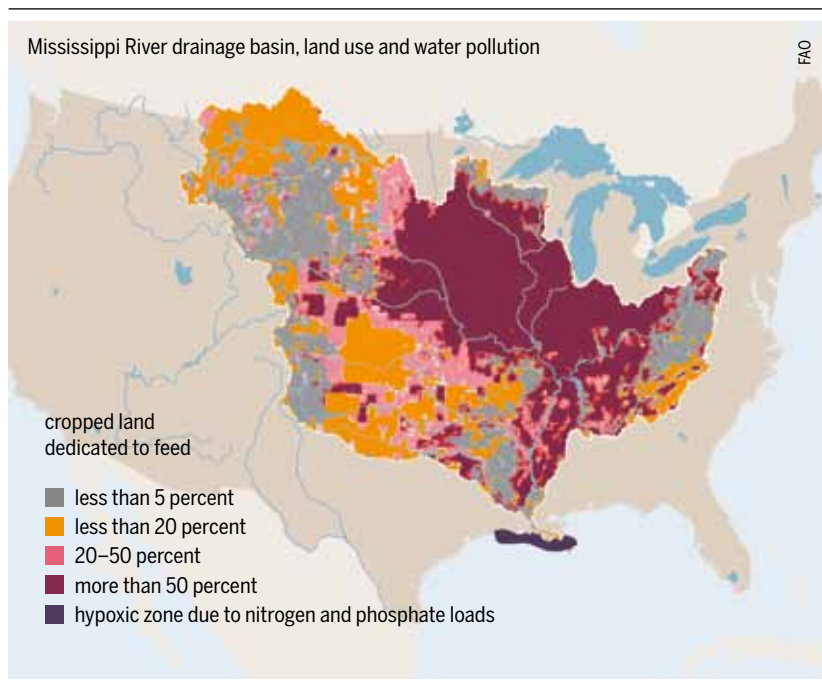 Mississippi River drainage basin, land use and water pollution
FAO
cropped land
dedicated to feed
less than 5 percent
less than 20 percent
20–50 percent
more than 50 percent
hypoxic zone due to nitrogen and phosphate loads